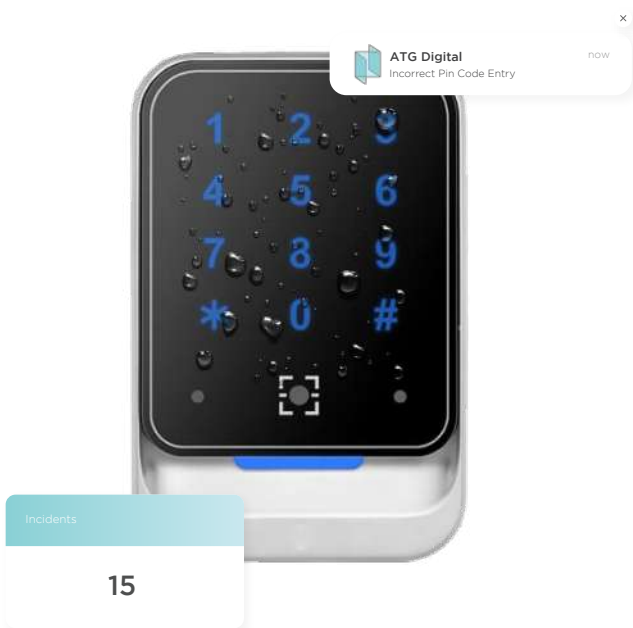 ×
ATG Digital
now
Incorrect Pin Code Entry
1 2 3
4 5 6
7 8 9
* 0 #
Incidents
15